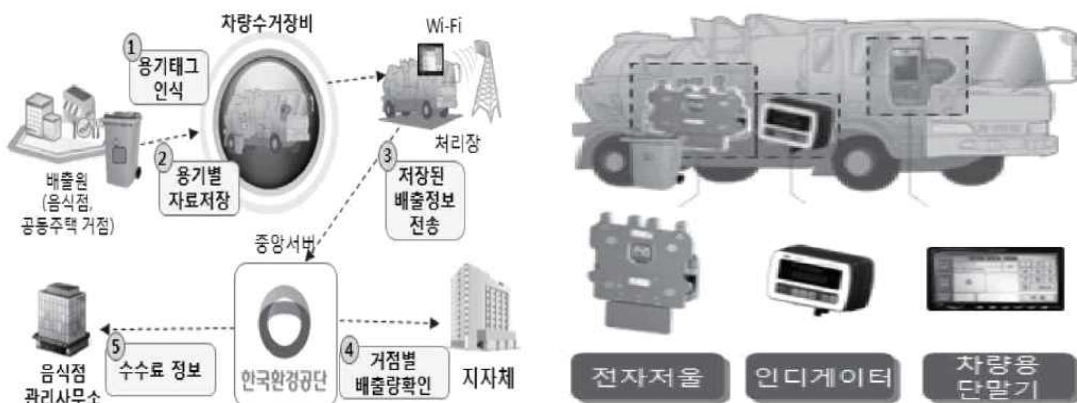 차량수거장비
Wi-Fi
1
용기태그
인식
처리장
2
용기별
자료저장
3
저장된
배출정보
전송
배출원
(음식점,
공동주택 거점)
중앙서버
한국환경공단
5
수수료 정보
4
거점별
배출량확인
음식점
관리사무소
지자체
전자저울
인디게이터
차량용
단말기